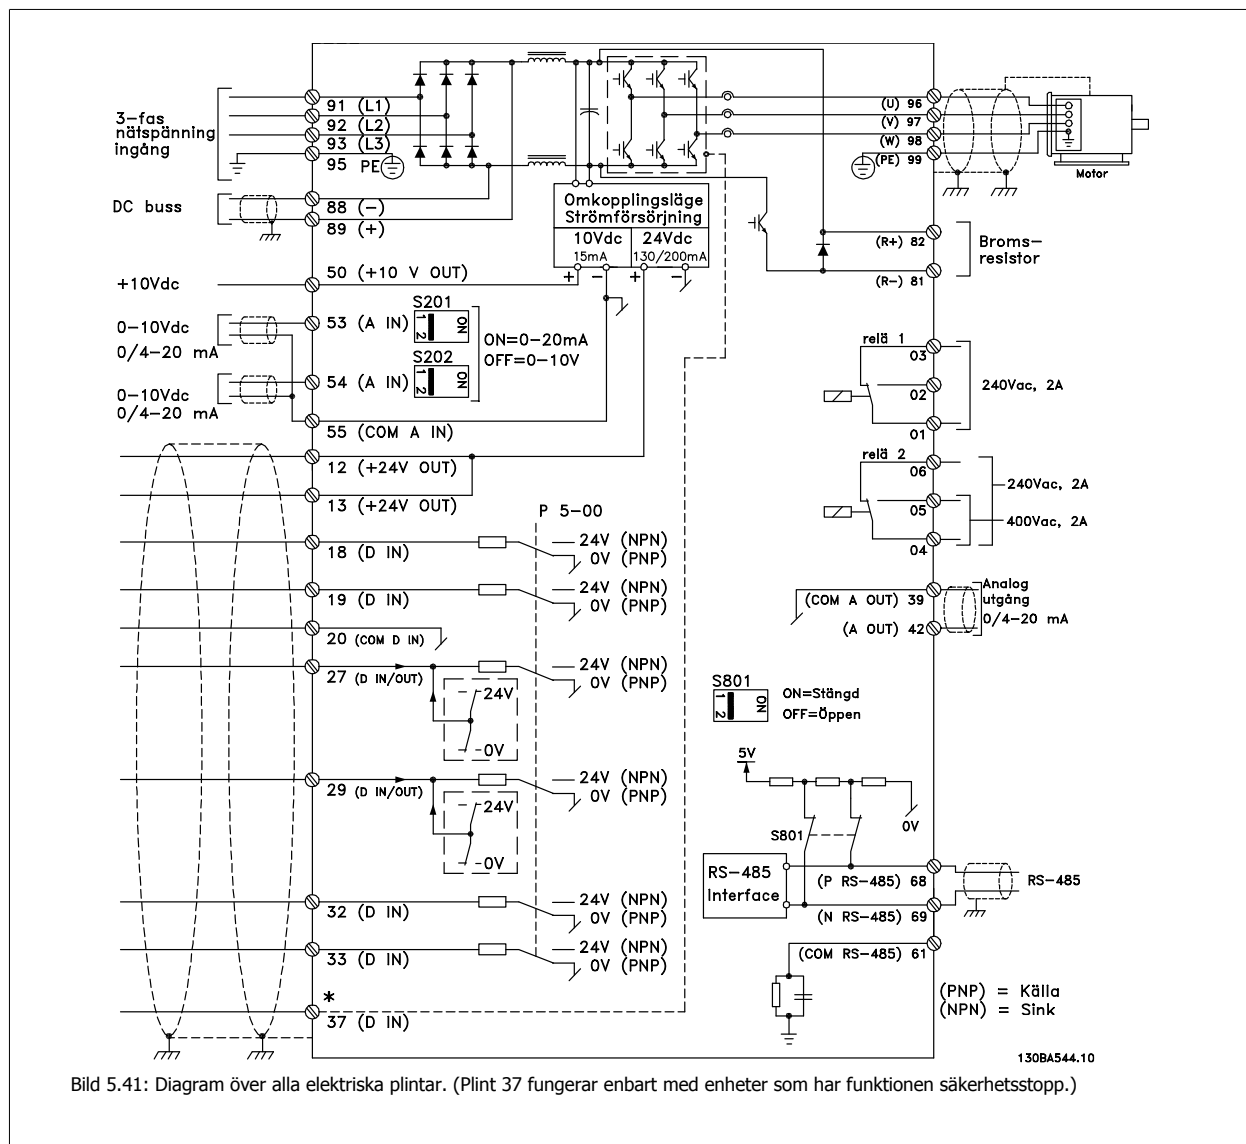 3-fas
nätspänning
ingång
91 (L1)
92 (L2)
93 (L3)
95 PE
DC buss
88 (-)
89 (+)
+10Vdc
50 (+10 V OUT)
0-10Vdc
0/4-20 mA
53 (A IN)
S201
1 2
ON
ON=0-20mA
OFF=0-10V
S202
1 2
ON
0-10Vdc
0/4-20 mA
54 (A IN)
55 (COM A IN)
12 (+24V OUT)
13 (+24V OUT)
Omkopplingsläge
Strömförsörjning
10Vdc
15mA
24Vdc
130/200mA
+ - + -
P 5-00
18 (D IN)
24V (NPN)
0V (PNP)
19 (D IN)
24V (NPN)
0V (PNP)
20 (COM D IN)
27 (D IN/OUT)
24V (NPN)
0V (PNP)
24V
0V
29 (D IN/OUT)
24V (NPN)
0V (PNP)
24V
0V
32 (D IN)
24V (NPN)
0V (PNP)
33 (D IN)
24V (NPN)
0V (PNP)
*
37 (D IN)
(U) 96
(V) 97
(W) 98
(PE) 99
Motor
(R+) 82
(R-) 81
Broms-
resistor
relä 1
03
02
01
240Vac, 2A
relä 2
06
05
04
240Vac, 2A
400Vac, 2A
(COM A OUT) 39
(A OUT) 42
Analog
utgång
0/4-20 mA
S801
1 2
ON
ON=Stängd
OFF=Öppen
5V
0V
S801
RS-485
Interface
(P RS-485) 68
(N RS-485) 69
RS-485
(COM RS-485) 61
(PNP) = Källa
(NPN) = Sink
130BA544.10
Bild 5.41: Diagram över alla elektriska plintar. (Plint 37 fungerar enbart med enheter som har funktionen säkerhetsstopp.)